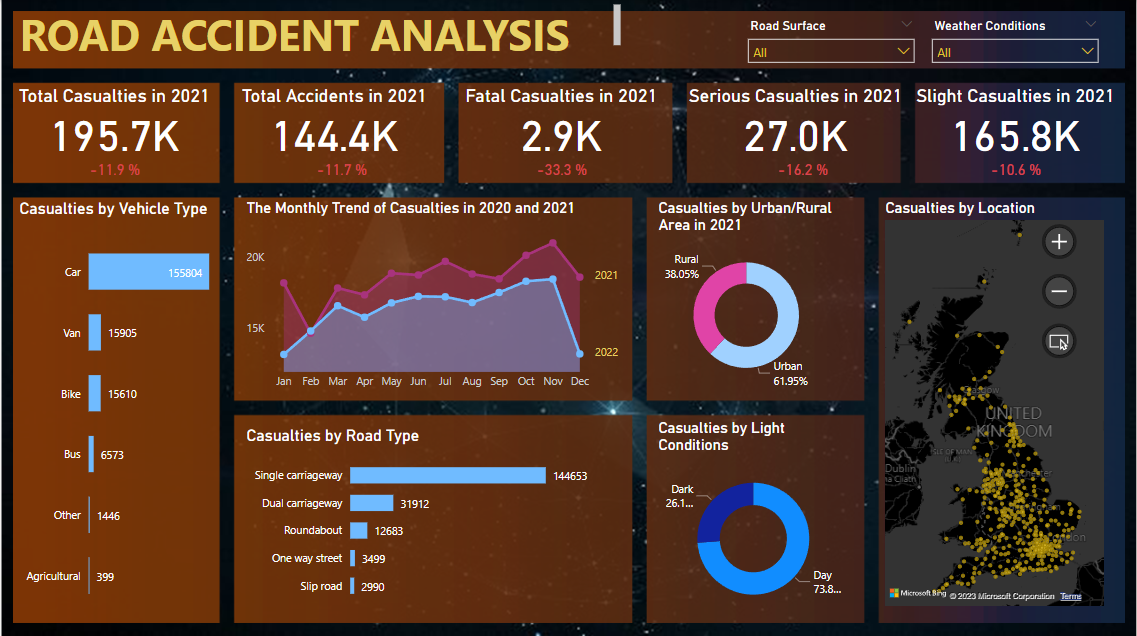 ROAD ACCIDENT ANALYSIS
Road Surface
All
Weather Conditions
All
Total Casualties in 2021
195.7K
-11.9 %
Total Accidents in 2021
144.4K
-11.7 %
Fatal Casualties in 2021
2.9K
-33.3 %
Serious Casualties in 2021
27.0K
-16.2 %
Slight Casualties in 2021
165.8K
-10.6 %
Casualties by Vehicle Type
Car 155804
Van 15905
Bike 15610
Bus 6573
Other 1446
Agricultural 399
The Monthly Trend of Casualties in 2020 and 2021
20K
15K
2021
2022
Jan Feb Mar Apr May Jun Jul Aug Sep Oct Nov Dec
Casualties by Road Type
Single carriageway 144653
Dual carriageway 31912
Roundabout 12683
One way street 3499
Slip road 2990
Casualties by Urban/Rural
Area in 2021
Rural
38.05%
Urban
61.95%
Casualties by Light
Conditions
Dark
26.1...
Day
73.8...
Casualties by Location
UNITED
KINGDOM
ISLE OF MAN
Dublin
Microsoft Bing
© 2023 Microsoft Corporation
Terms